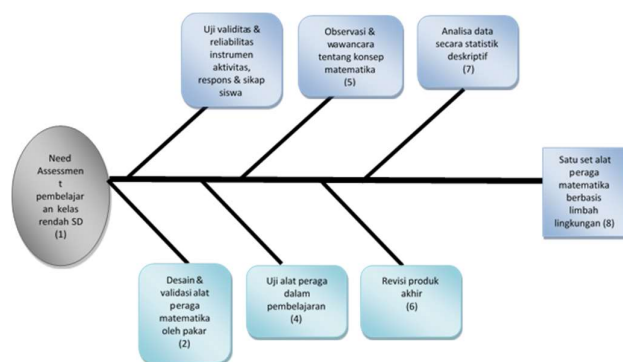 Uji validitas &
reliabilitas
instrumen
aktivitas,
respons & sikap
siswa
Observasi &
wawancara
tentang konsep
matematika
(5)
Analisa data
secara statistik
deskriptif
(7)
Need
Assessmen
t
pembelajar
an kelas
rendah SD
(1)
Satu set alat
peraga
matematika
berbasis
limbah
lingkungan (8)
Desain &
validasi alat
peraga
matematika
oleh pakar
(2)
Uji alat peraga
dalam
pembelajaran
(4)
Revisi produk
akhir
(6)